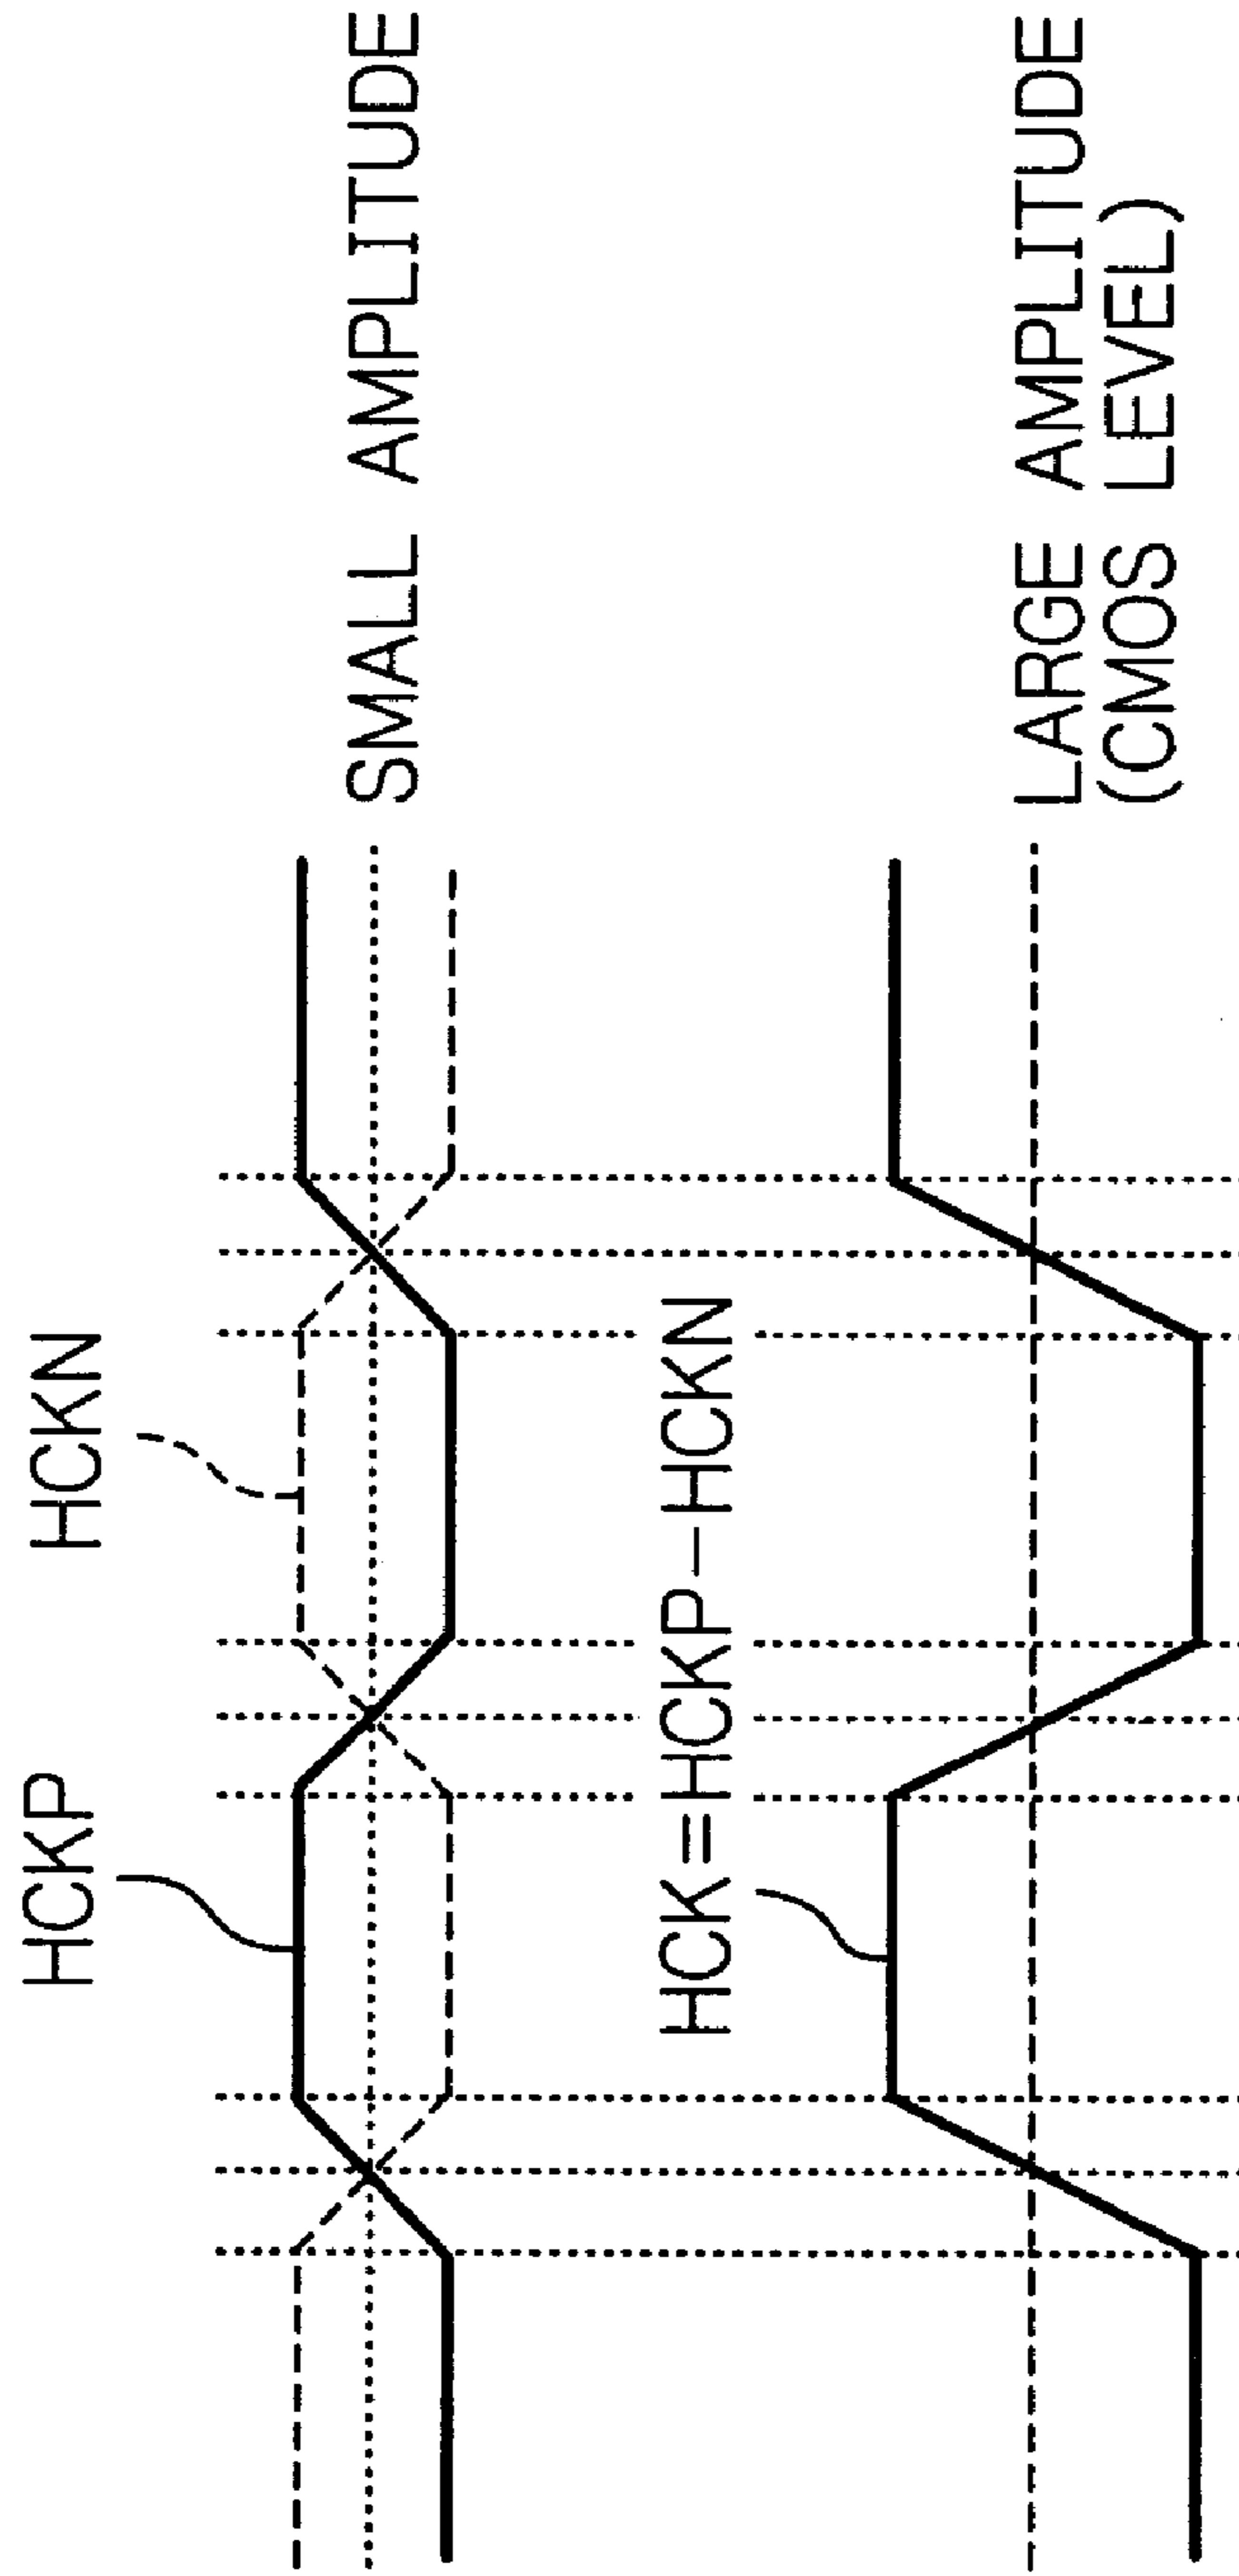 HCKP
HCKN
SMALL AMPLITUDE
HCK=HCKP-HCKN
LARGE AMPLITUDE
(CMOS LEVEL)